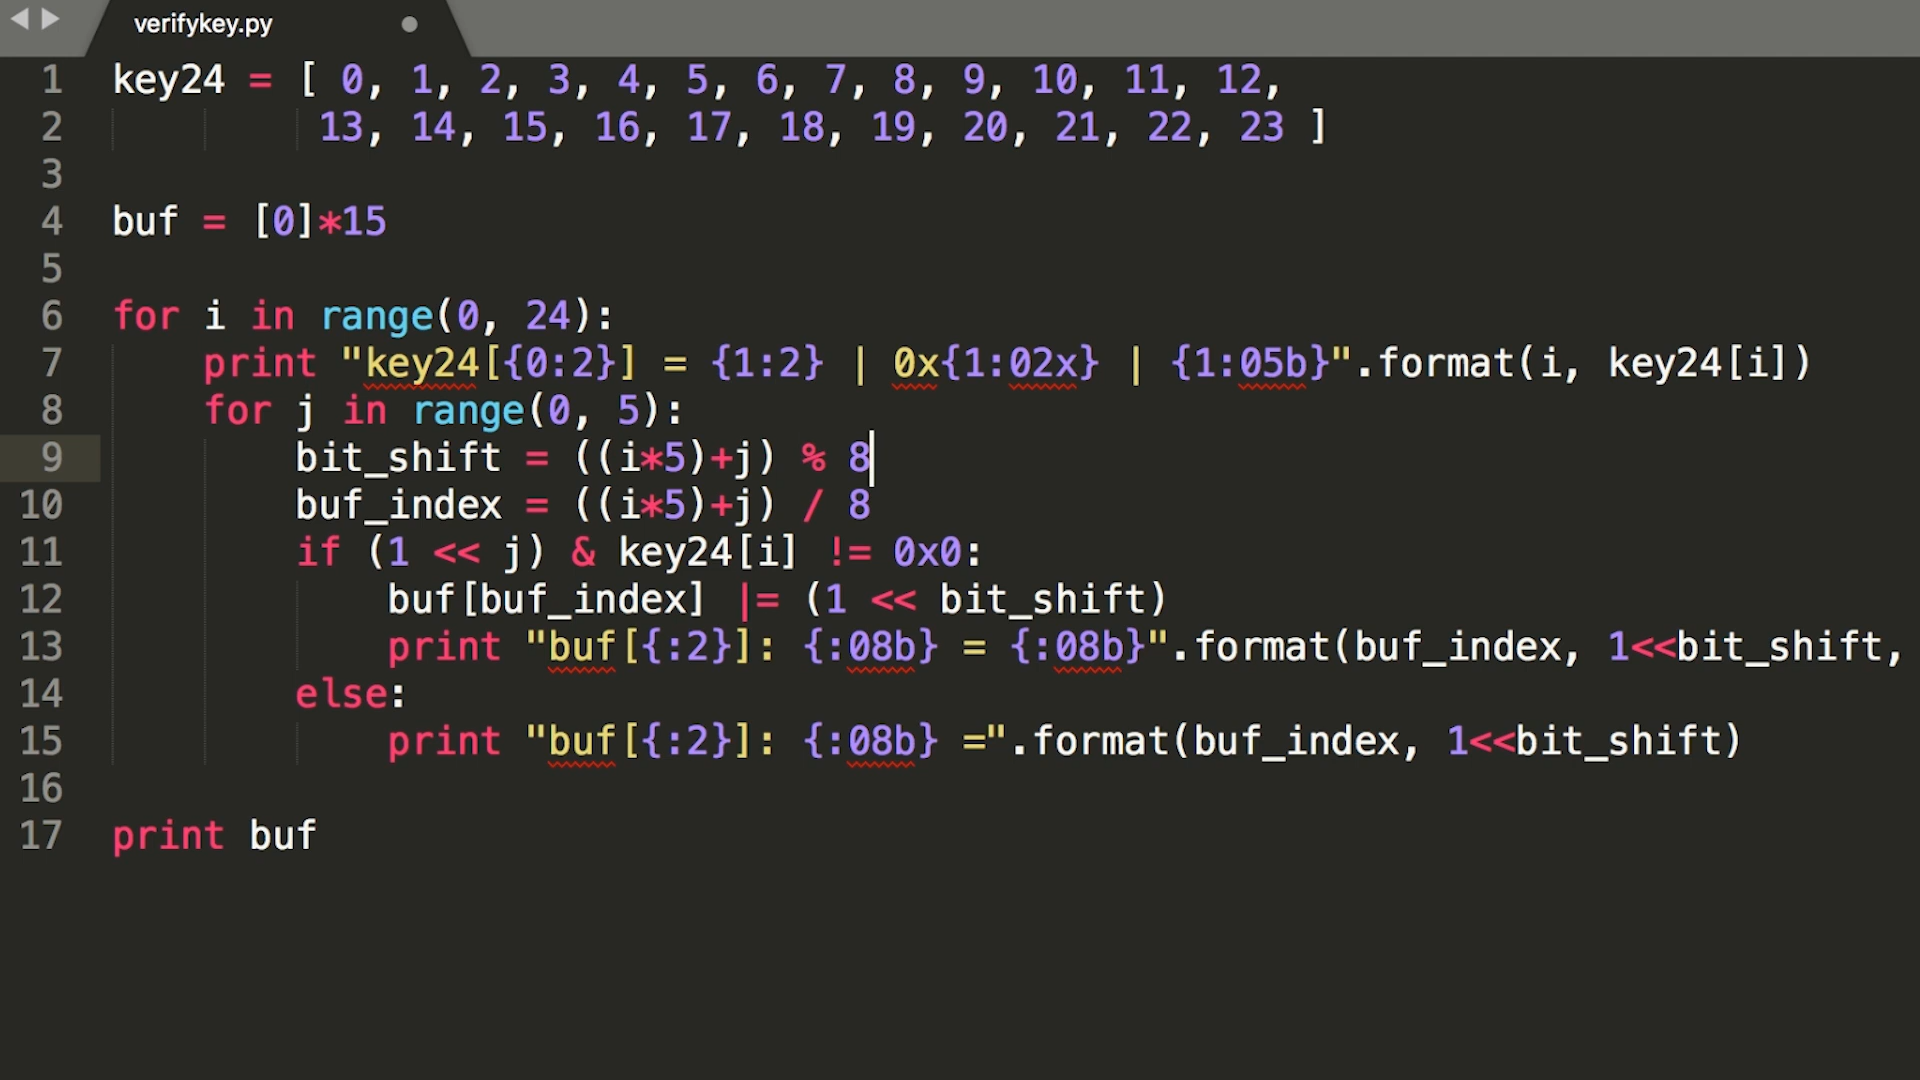 verifykey.py
1 key24 = [ 0, 1, 2, 3, 4, 5, 6, 7, 8, 9, 10, 11, 12,
2 13, 14, 15, 16, 17, 18, 19, 20, 21, 22, 23 ]
3
4 buf = [0]*15
5
6 for i in range(0, 24):
7 print "key24[{0:2}] = {1:2} | 0x{1:02x} | {1:05b}".format(i, key24[i])
8 for j in range(0, 5):
9 bit_shift = ((i*5)+j) % 8
10 buf_index = ((i*5)+j) / 8
11 if (1 << j) & key24[i] != 0x0:
12 buf[buf_index] |= (1 << bit_shift)
13 print "buf[{:2}]: {:08b} = {:08b}".format(buf_index, 1<<bit_shift,
14 else:
15 print "buf[{:2}]: {:08b} =".format(buf_index, 1<<bit_shift)
16
17 print buf